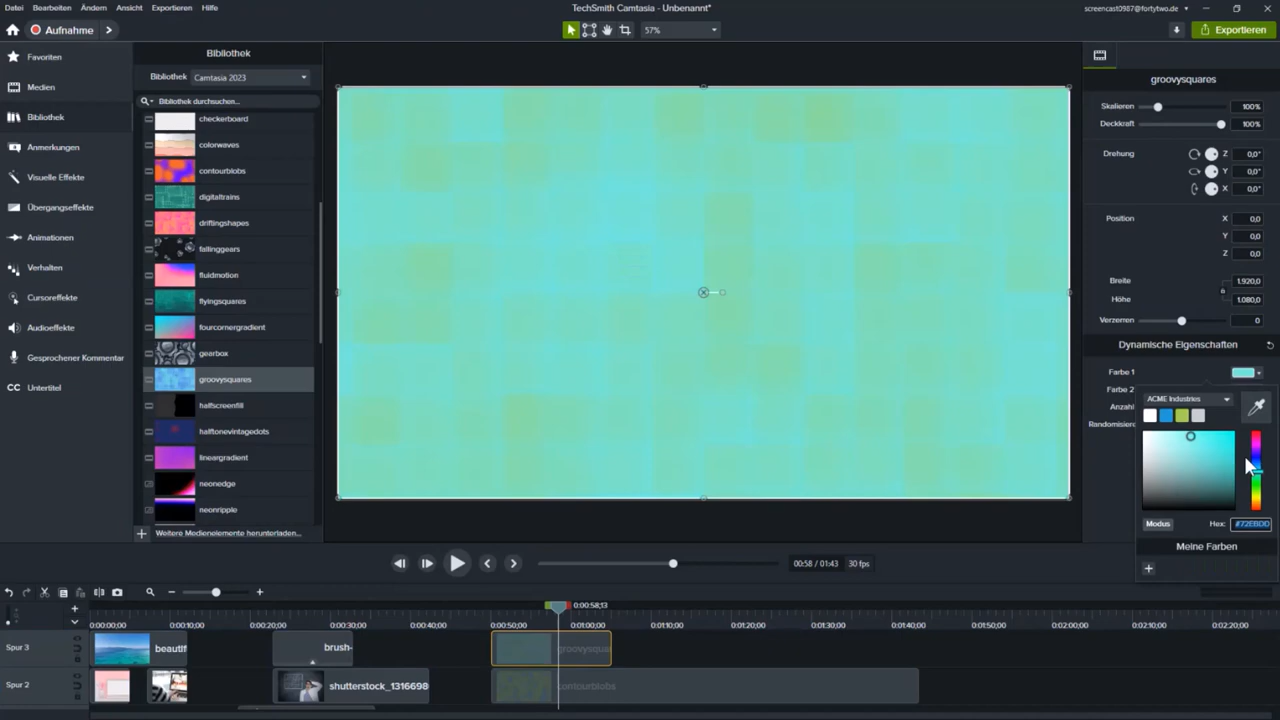 Datei Bearbeiten Ändern Ansicht Exportieren Hilfe
TechSmith Camtasia - Unbenannt*
screencast0987@fortytwo.de
Aufnahme
57%
Exportieren
Favoriten
Medien
Bibliothek
Anmerkungen
Visuelle Effekte
Übergangseffekte
Animationen
Verhalten
Cursoreffekte
Audioeffekte
Gesprochener Kommentar
CC Untertitel
Bibliothek
Bibliothek Camtasia 2023
Bibliothek durchsuchen...
checkerboard
colorwaves
contourblobs
digitaltrains
driftingshapes
fallinggears
fluidmotion
flyingsquares
fourcornergradient
gearbox
groovysquares
halfscreenfill
halftonevintagedots
lineargradient
neonedge
neonripple
Weitere Medienelemente herunterladen...
groovysquares
Skalieren 100%
Deckkraft 100%
Drehung Z 0,0°
Y 0,0°
X 0,0°
Position X 0,0
Y 0,0
Z 0,0
Breite 1.920,0
Höhe 1.080,0
Verzerren 0
Dynamische Eigenschaften
Farbe 1
Farbe 2
Anzahl
Randomisiere
ACME Industries
Modus Hex: #72EBDD
Meine Farben
00:58 / 01:43 30 fps
0:00:58;13
0:00:00;00 0:00:10;00 0:00:20;00 0:00:30;00 0:00:40;00 0:00:50;00 0:01:00;00 0:01:10;00 0:01:20;00 0:01:30;00 0:01:40;00 0:01:50;00 0:02:00;00 0:02:10;00 0:02:20;00
Spur 3 beautif brush- groovysquar
Spur 2 shutterstock_1316698 contourblobs